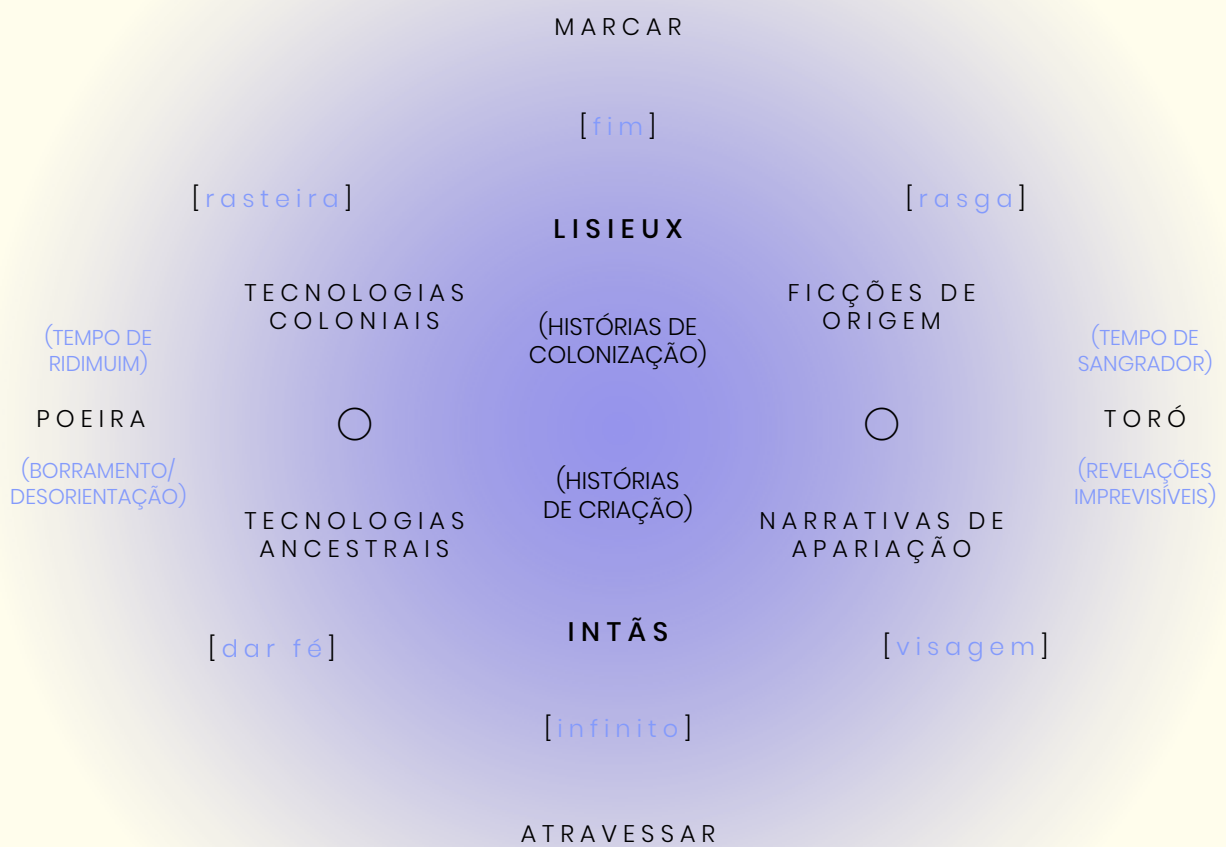 MARCAR
[fim]
[rasteira]
[rasga]
LISIEUX
TECNOLOGIAS
COLONIAIS
(HISTÓRIAS DE
COLONIZAÇÃO)
FICÇÕES DE
ORIGEM
(TEMPO DE
RIDIMUIM)
(TEMPO DE
SANGRADOR)
POEIRA
TORÓ
(BORRAMENTO/
DESORIENTAÇÃO)
(HISTÓRIAS
DE CRIAÇÃO)
(REVELAÇÕES
IMPREVISÍVEIS)
TECNOLOGIAS
ANCESTRAIS
NARRATIVAS DE
APARIAÇÃO
INTÃS
[dar fé]
[visagem]
[infinito]
ATRAVESSAR